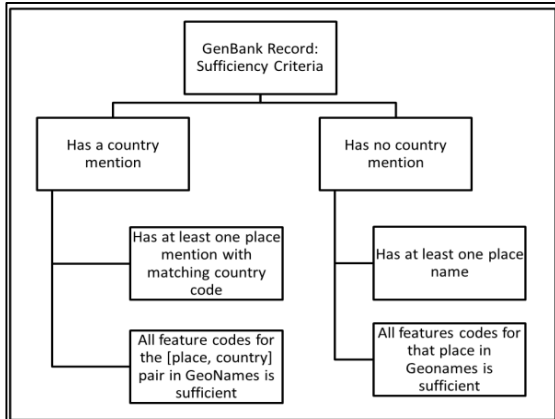 GenBank Record:
Sufficiency Criteria
Has a country
mention
Has no country
mention
Has at least one place
mention with
matching country
code
Has at least one place
name
All feature codes for
the [place, country]
pair in GeoNames is
sufficient
All features codes for
that place in
Geonames is
sufficient